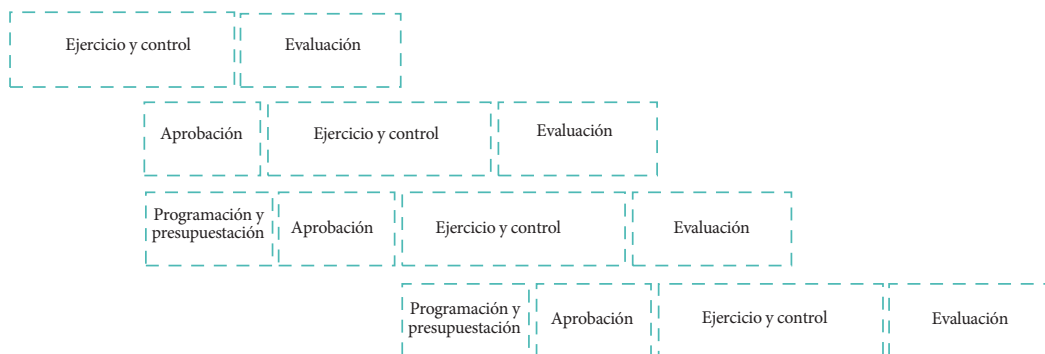 Ejercicio y control
Evaluación
Aprobación
Ejercicio y control
Evaluación
Programación y
presupuestación
Aprobación
Ejercicio y control
Evaluación
Programación y
presupuestación
Aprobación
Ejercicio y control
Evaluación